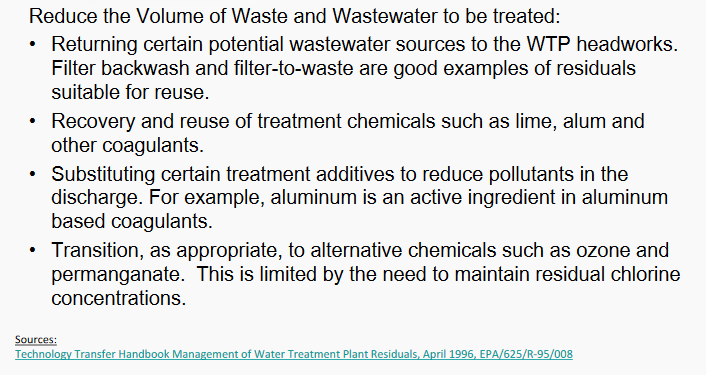 Reduce the Volume of Waste and Wastewater to be treated:
• Returning certain potential wastewater sources to the WTP headworks.
Filter backwash and filter-to-waste are good examples of residuals
suitable for reuse.
• Recovery and reuse of treatment chemicals such as lime, alum and
other coagulants.
• Substituting certain treatment additives to reduce pollutants in the
discharge. For example, aluminum is an active ingredient in aluminum
based coagulants.
• Transition, as appropriate, to alternative chemicals such as ozone and
permanganate.  This is limited by the need to maintain residual chlorine
concentrations.
Sources:
Technology Transfer Handbook Management of Water Treatment Plant Residuals, April 1996, EPA/625/R-95/008